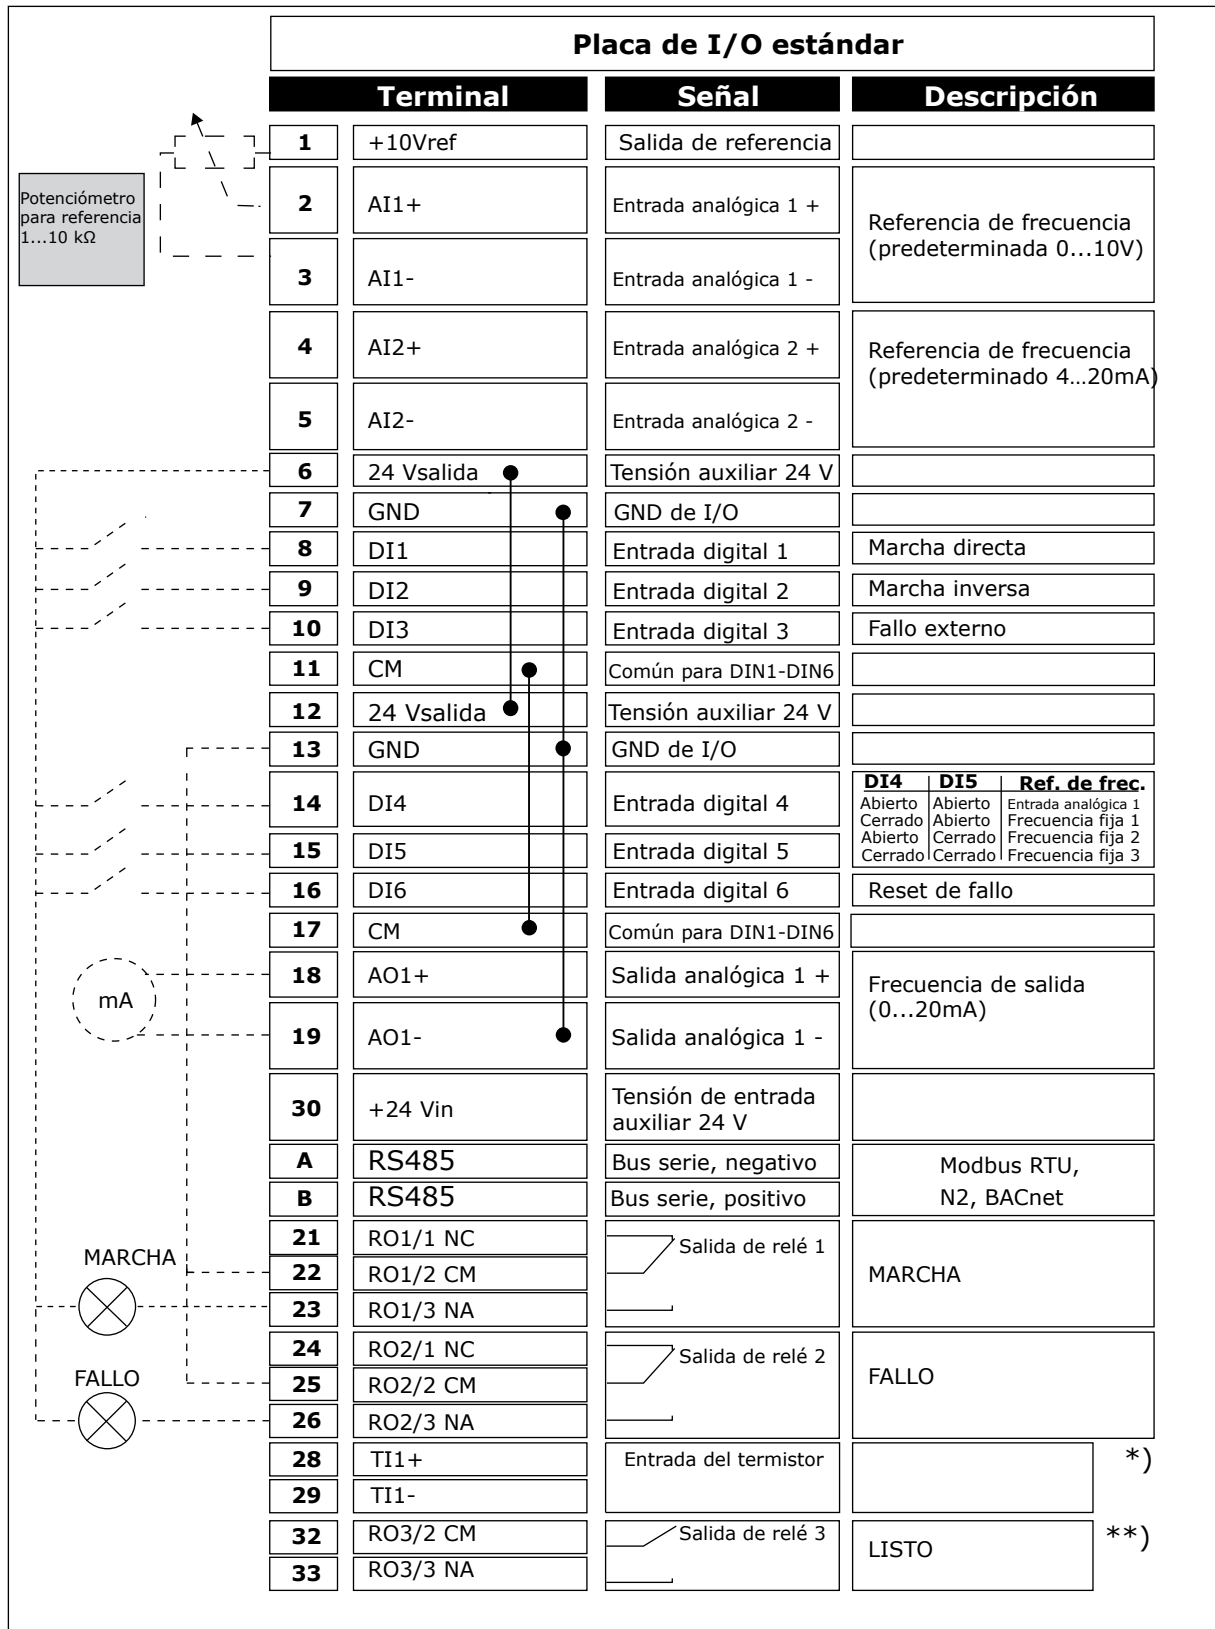 Placa de I/O estándar
Terminal Señal Descripción
1 +10Vref Salida de referencia
Potenciómetro
para referencia
1...10 kΩ
2 AI1+ Entrada analógica 1 +
Referencia de frecuencia
(predeterminada 0...10V)
3 AI1- Entrada analógica 1 -
4 AI2+ Entrada analógica 2 +
Referencia de frecuencia
(predeterminado 4...20mA)
5 AI2- Entrada analógica 2 -
6 24 Vsalida Tensión auxiliar 24 V
7 GND GND de I/O
8 DI1 Entrada digital 1 Marcha directa
9 DI2 Entrada digital 2 Marcha inversa
10 DI3 Entrada digital 3 Fallo externo
11 CM Común para DIN1-DIN6
12 24 Vsalida Tensión auxiliar 24 V
13 GND GND de I/O
14 DI4 Entrada digital 4
DI4 DI5 Ref. de frec.
Abierto Abierto Entrada analógica 1
Cerrado Abierto Frecuencia fija 1
Abierto Cerrado Frecuencia fija 2
Cerrado Cerrado Frecuencia fija 3
15 DI5 Entrada digital 5
16 DI6 Entrada digital 6 Reset de fallo
17 CM Común para DIN1-DIN6
18 AO1+ Salida analógica 1 +
Frecuencia de salida
(0...20mA)
mA
19 AO1- Salida analógica 1 -
30 +24 Vin Tensión de entrada
auxiliar 24 V
A RS485 Bus serie, negativo
Modbus RTU,
N2, BACnet
B RS485 Bus serie, positivo
21 RO1/1 NC Salida de relé 1
MARCHA
22 RO1/2 CM MARCHA
23 RO1/3 NA
24 RO2/1 NC Salida de relé 2
FALLO
25 RO2/2 CM FALLO
26 RO2/3 NA
28 TI1+ Entrada del termistor *)
29 TI1-
32 RO3/2 CM Salida de relé 3 LISTO **)
33 RO3/3 NA